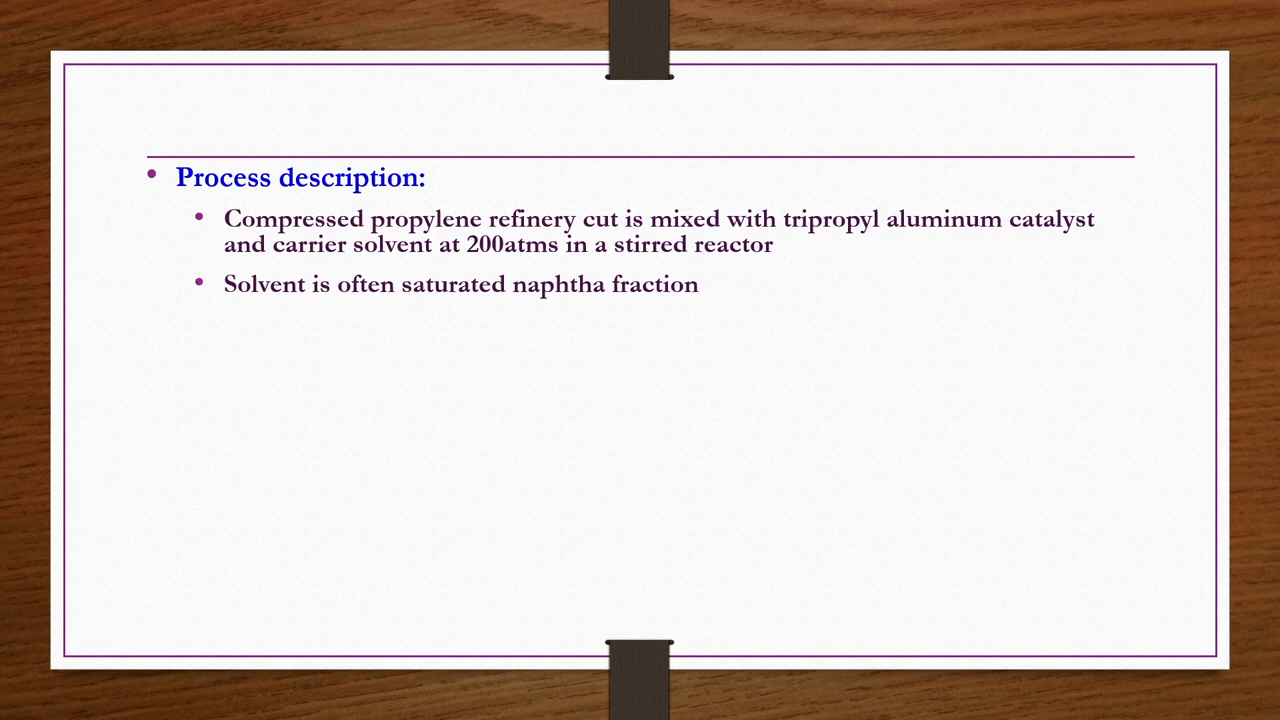 • Process description:
• Compressed propylene refinery cut is mixed with tripropyl aluminum catalyst
and carrier solvent at 200atms in a stirred reactor
• Solvent is often saturated naphtha fraction